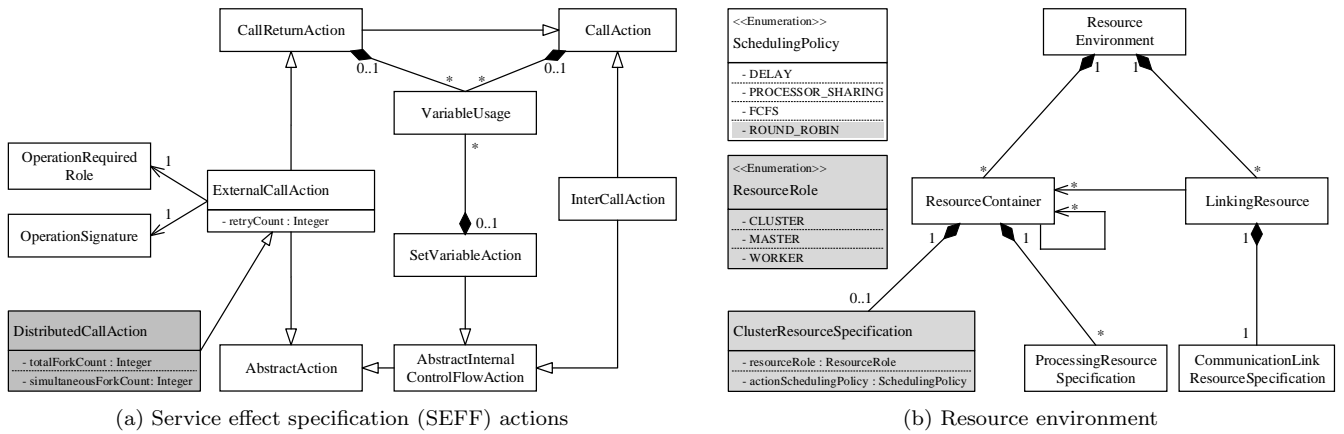 CallReturnAction
CallAction
0..1
*
*
0..1
VariableUsage
*
OperationRequired
Role
1
ExternalCallAction
- retryCount : Integer
InterCallAction
1
OperationSignature
0..1
SetVariableAction
DistributedCallAction
- totalForkCount : Integer
- simultaneousForkCount: Integer
AbstractAction
AbstractInternal
ControlFlowAction
(a) Service effect specification (SEFF) actions
<<Enumeration>>
SchedulingPolicy
- DELAY
- PROCESSOR_SHARING
- FCFS
- ROUND_ROBIN
Resource
Environment
1
1
<<Enumeration>>
ResourceRole
- CLUSTER
- MASTER
- WORKER
*
*
ResourceContainer
*
*
LinkingResource
1
1
1
0..1
*
1
ClusterResourceSpecification
- resourceRole : ResourceRole
- actionSchedulingPolicy : SchedulingPolicy
ProcessingResource
Specification
CommunicationLink
ResourceSpecification
(b) Resource environment